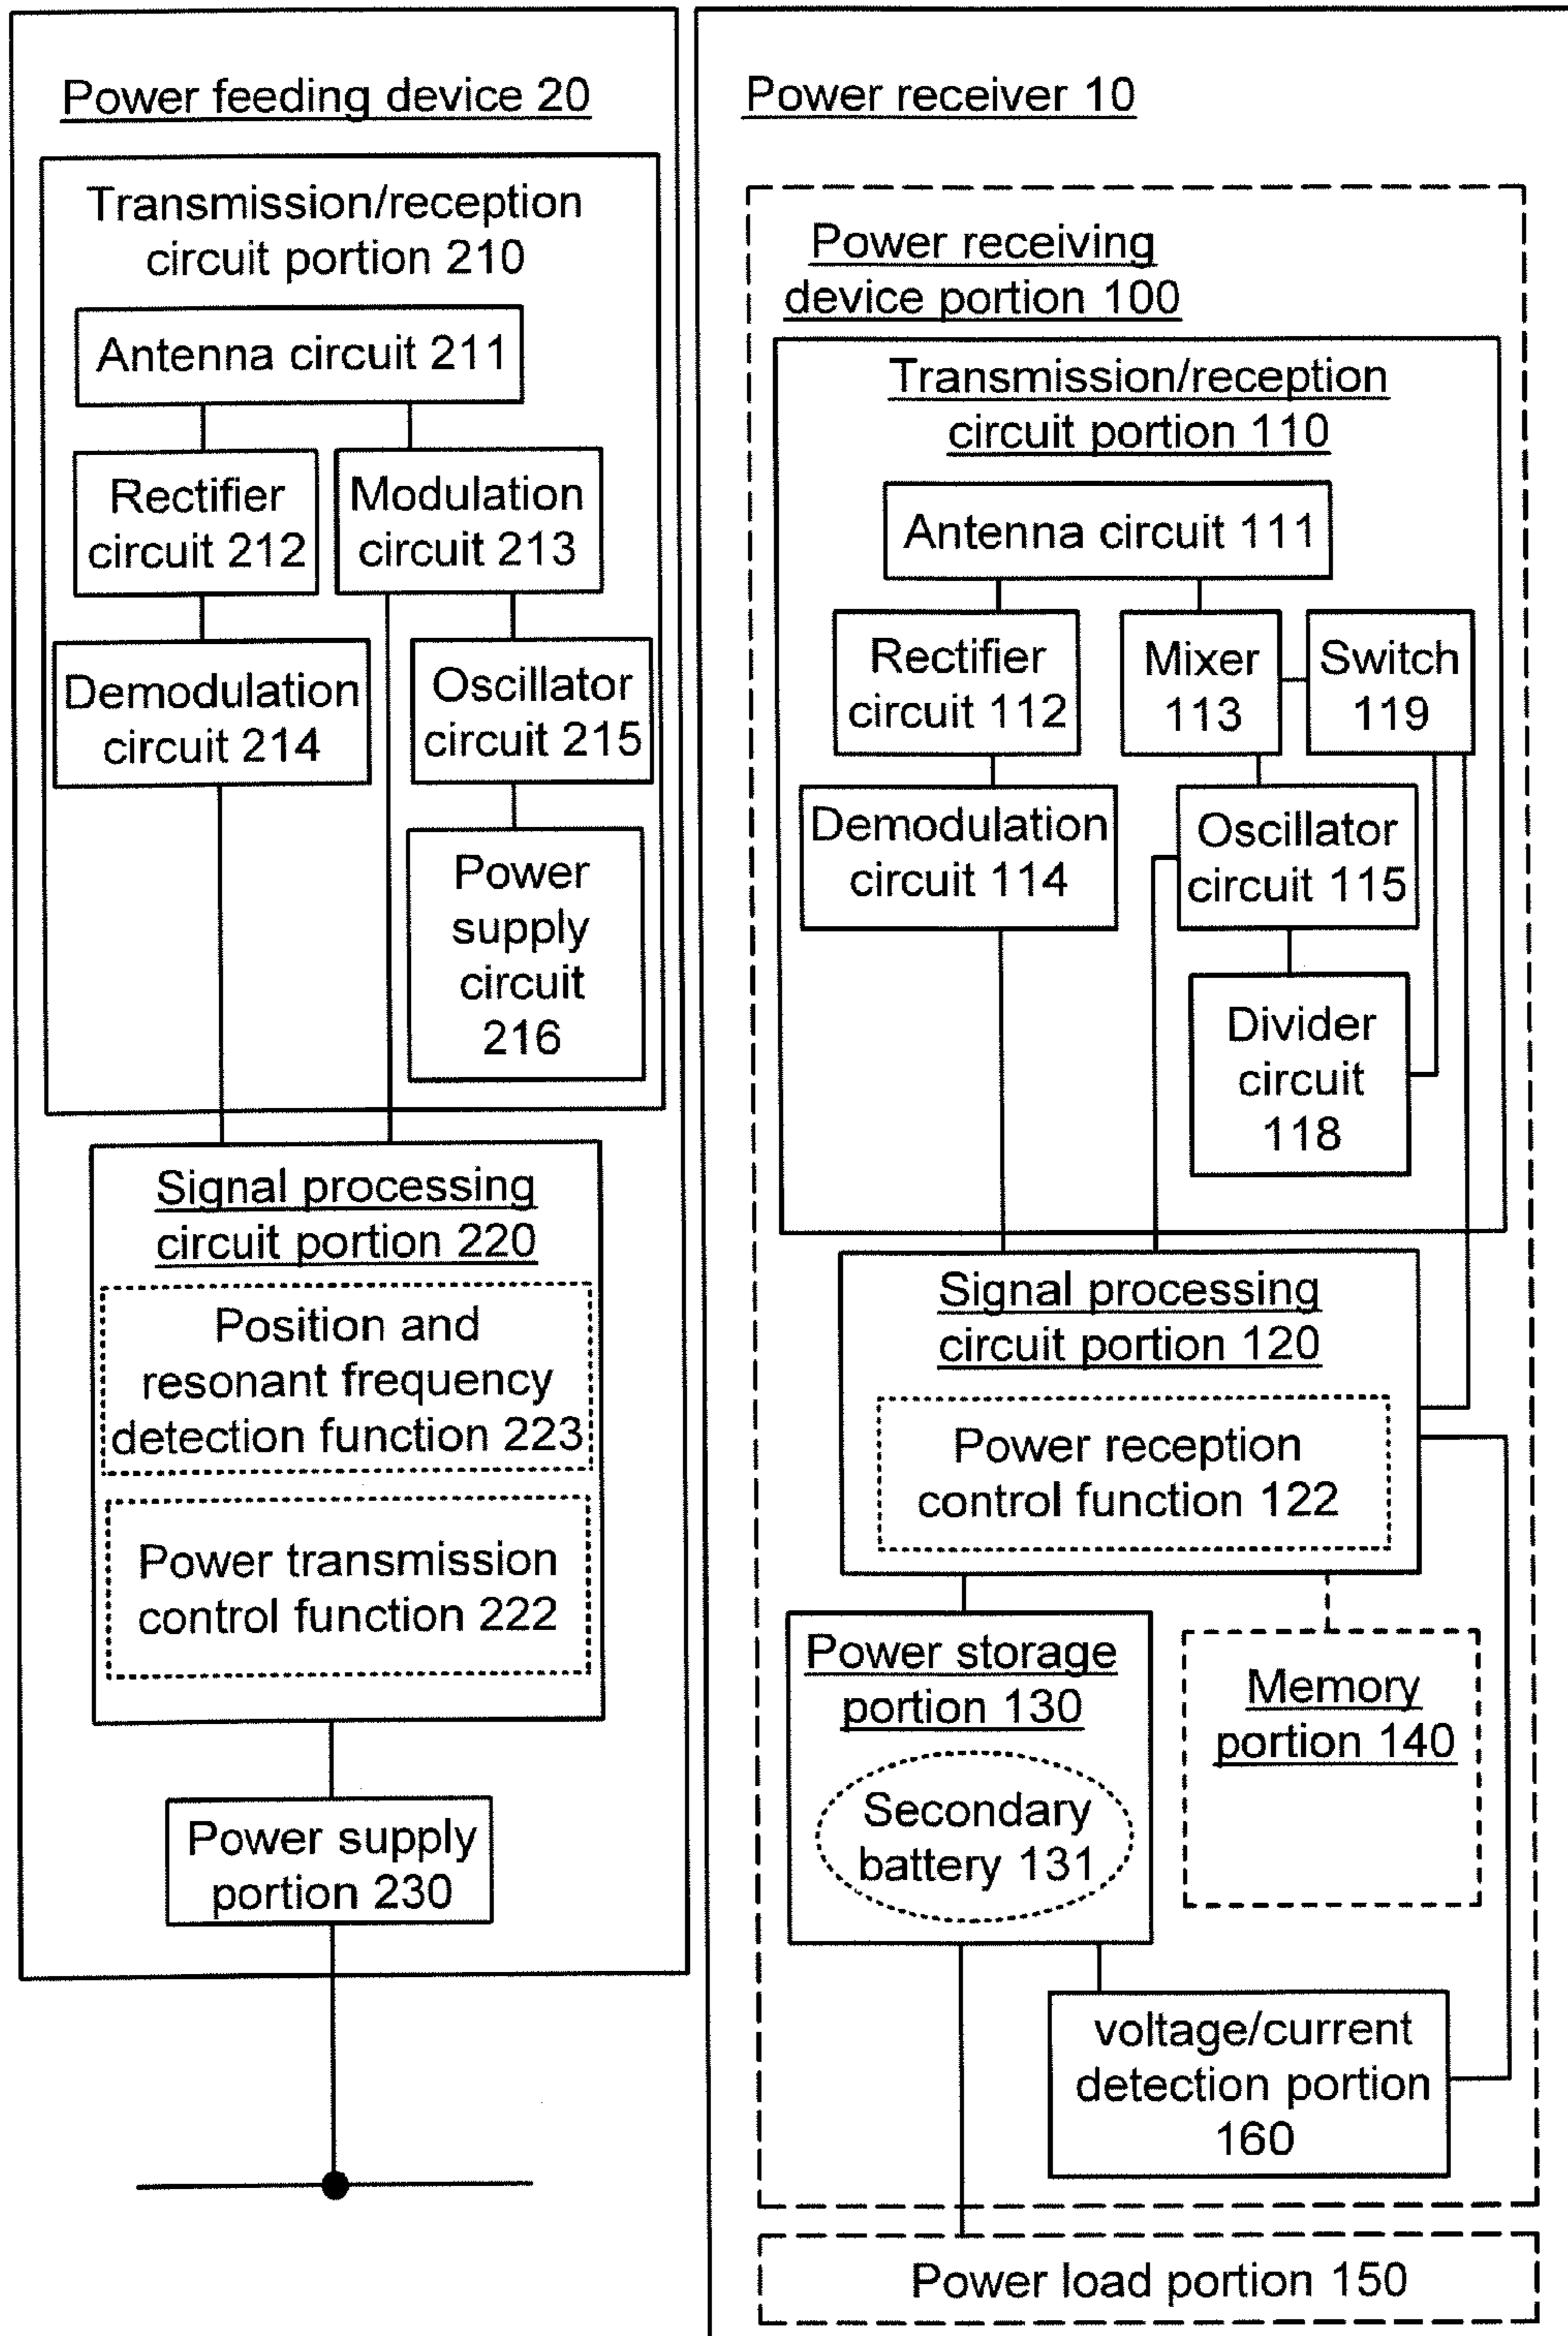 Power feeding device 20
Transmission/reception
circuit portion 210
Antenna circuit 211
Rectifier
circuit 212
Modulation
circuit 213
Demodulation
circuit 214
Oscillator
circuit 215
Power
supply
circuit
216
Signal processing
circuit portion 220
Position and
resonant frequency
detection function 223
Power transmission
control function 222
Power supply
portion 230
Power receiver 10
Power receiving
device portion 100
Transmission/reception
circuit portion 110
Antenna circuit 111
Rectifier
circuit 112
Mixer
113
Switch
119
Demodulation
circuit 114
Oscillator
circuit 115
Divider
circuit
118
Signal processing
circuit portion 120
Power reception
control function 122
Power storage
portion 130
Secondary
battery 131
Memory
portion 140
voltage/current
detection portion
160
Power load portion 150